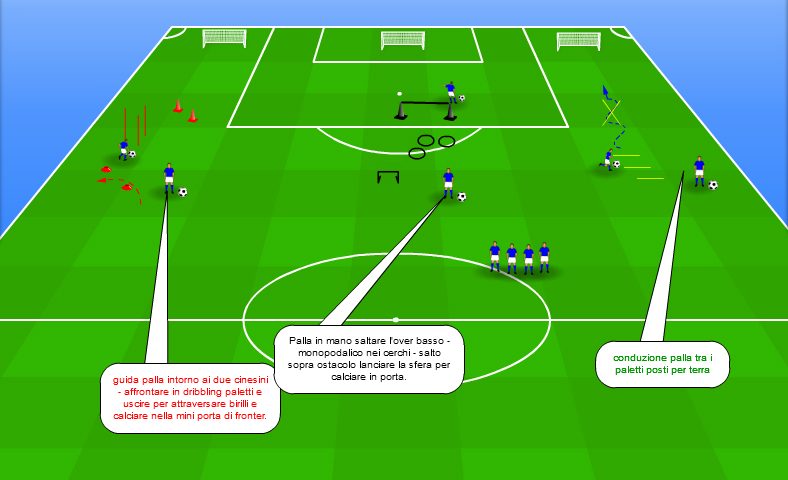 guida palla intorno ai due cinesini
- affrontare in dribbling paletti e
uscire per attraversare birilli e
calciare nella mini porta di fronter.
Palla in mano saltare l'over basso -
monopodalico nei cerchi - salto
sopra ostacolo lanciare la sfera per
calciare in porta.
conduzione palla tra i
paletti posti per terra